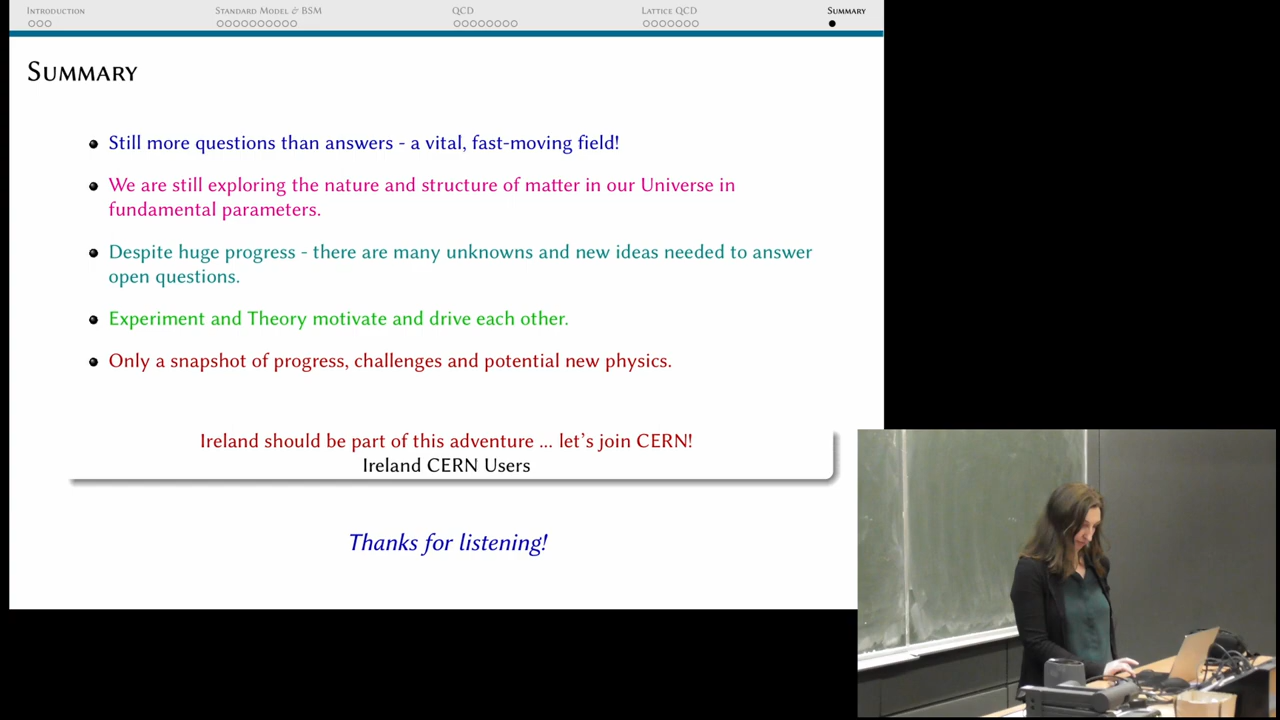 Introduction
Standard Model & BSM
QCD
Lattice QCD
Summary
Summary
Still more questions than answers - a vital, fast-moving field!
We are still exploring the nature and structure of matter in our Universe in
fundamental parameters.
Despite huge progress - there are many unknowns and new ideas needed to answer
open questions.
Experiment and Theory motivate and drive each other.
Only a snapshot of progress, challenges and potential new physics.
Ireland should be part of this adventure ... let's join CERN!
Ireland CERN Users
Thanks for listening!